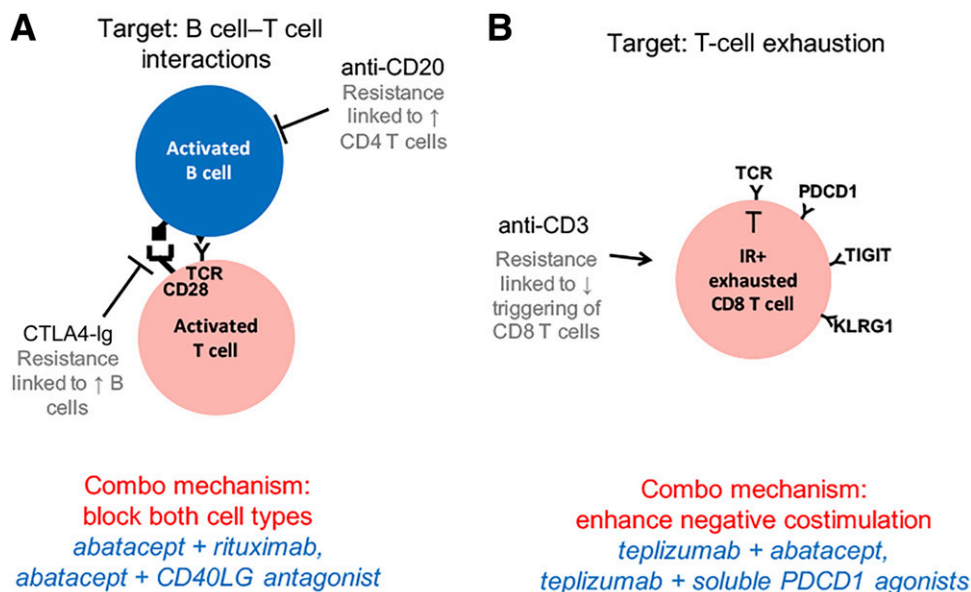 A
Target: B cell–T cell
interactions
anti-CD20
Resistance
linked to ↑
CD4 T cells
Activated
B cell
TCR
CD28
Activated
T cell
CTLA4-Ig
Resistance
linked to ↑ B
cells
Combo mechanism:
block both cell types
abatacept + rituximab,
abatacept + CD40LG antagonist
B
Target: T-cell exhaustion
TCR
PDCD1
TIGIT
KLRG1
IR+
exhausted
CD8 T cell
anti-CD3
Resistance
linked to ↓
triggering of
CD8 T cells
Combo mechanism:
enhance negative costimulation
teplizumab + abatacept,
teplizumab + soluble PDCD1 agonists